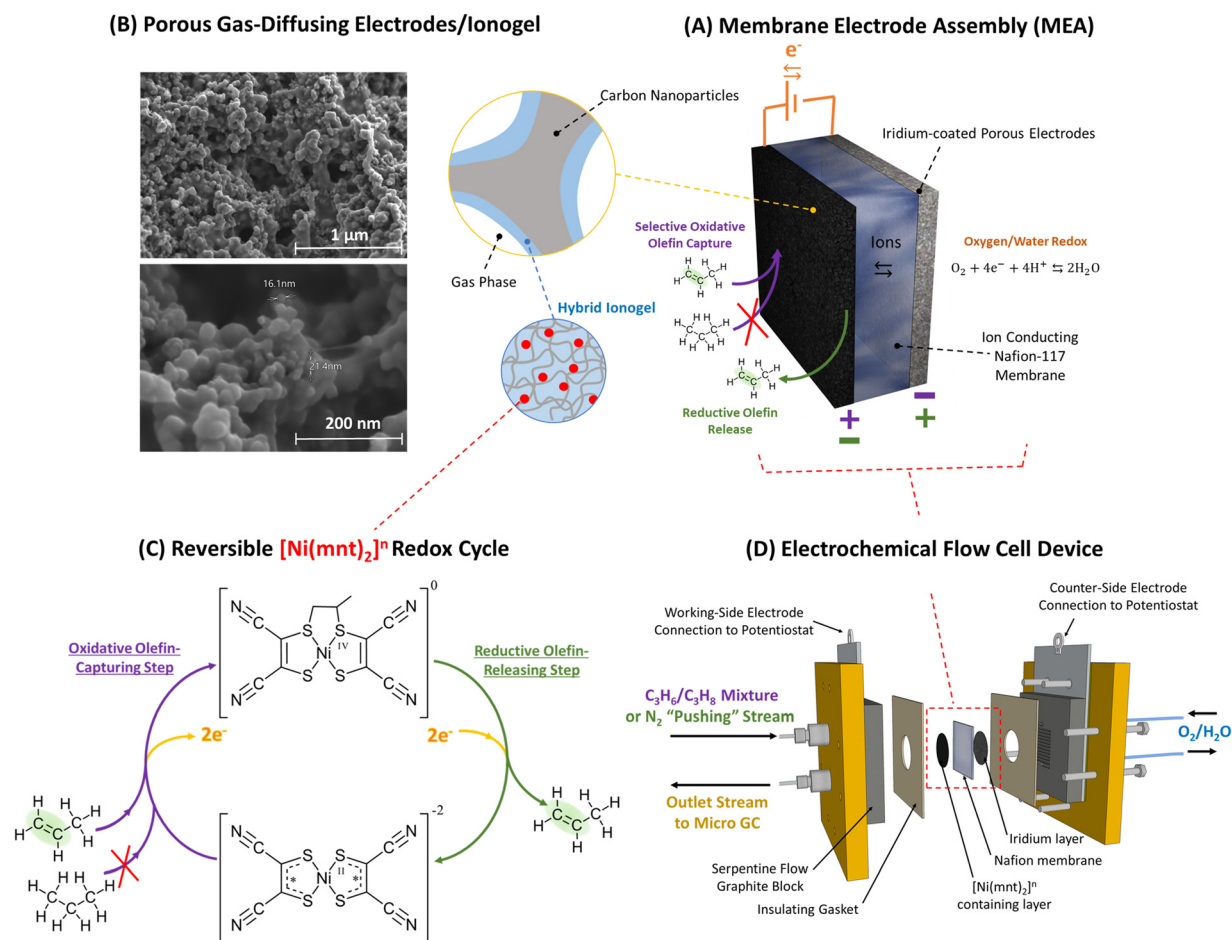 (B) Porous Gas-Diffusing Electrodes/Ionogel
1 µm
16.1nm
21.4nm
200 nm
Carbon Nanoparticles
Gas Phase
Hybrid Ionogel
(A) Membrane Electrode Assembly (MEA)
e⁻
Iridium-coated Porous Electrodes
Selective Oxidative
Olefin Capture
H H H
C C C H
H H H
H H H H
C C C
H H H H
Ions
Oxygen/Water Redox
O₂ + 4e⁻ + 4H⁺ ⇆ 2H₂O
Ion Conducting
Nafion-117
Membrane
H H H
C C C H
H H H
Reductive Olefin
Release
+ −
− +
(C) Reversible [Ni(mnt)₂]ⁿ Redox Cycle
Oxidative Olefin-
Capturing Step
0
N C C N
S S
Ni IV
S S
N C C N
Reductive Olefin-
Releasing Step
2e⁻
2e⁻
H H H
C C C H
H H H
H H H H
C C C
H H H H
-2
N C C N
S S
* Ni II *
S S
N C C N
H H H
C C C H
H H H
(D) Electrochemical Flow Cell Device
Working-Side Electrode
Connection to Potentiostat
Counter-Side Electrode
Connection to Potentiostat
C₃H₆/C₃H₈ Mixture
or N₂ "Pushing" Stream
O₂/H₂O
Outlet Stream
to Micro GC
Serpentine Flow
Graphite Block
Insulating Gasket
[Ni(mnt)₂]ⁿ
containing layer
Nafion membrane
Iridium layer